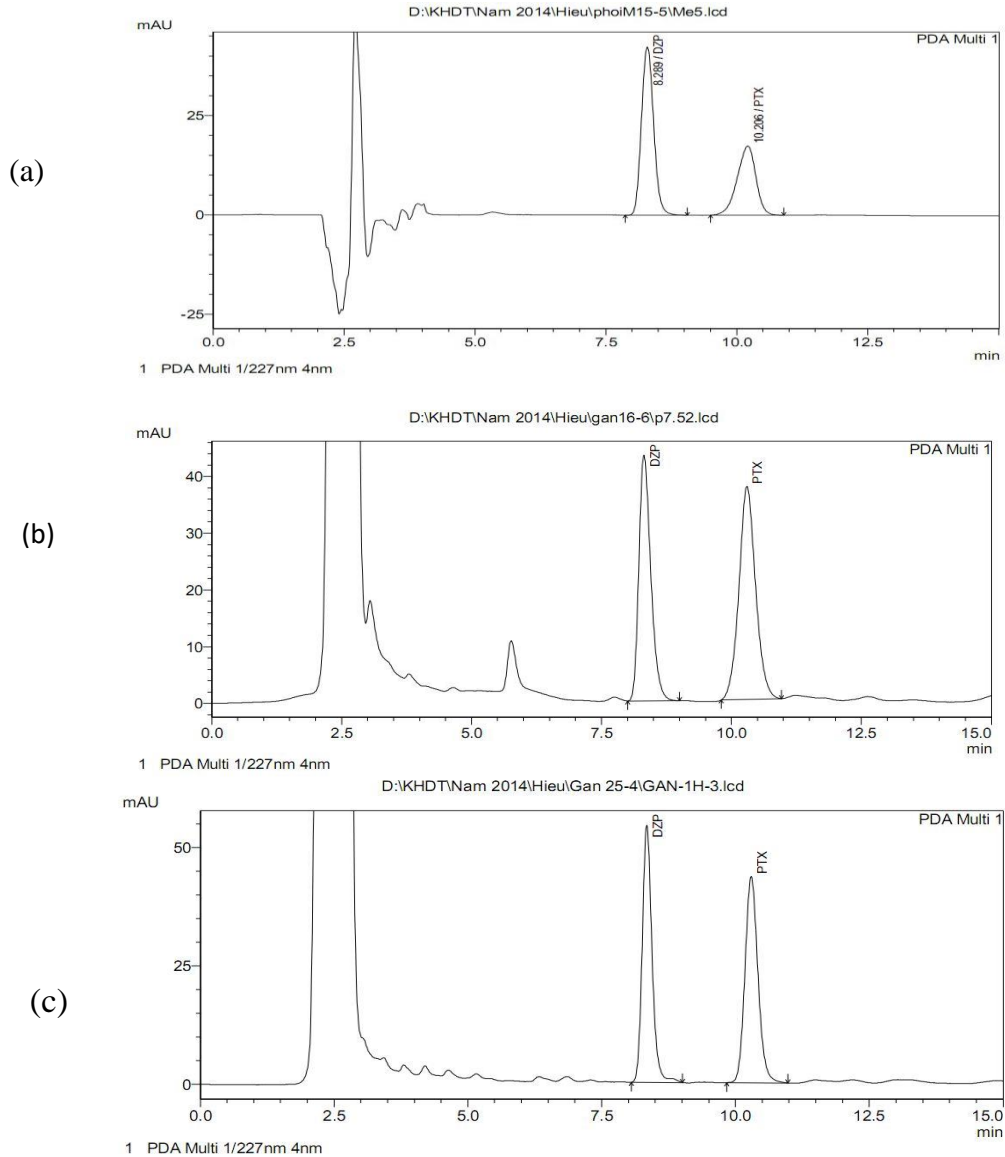 D:\KHDT\Nam 2014\Hieu\phoiM15-5\Me5.lcd
mAU
PDA Multi 1
8.289 / DZP
10.206 / PTX
25
(a)
0
-25
0.0 2.5 5.0 7.5 10.0 12.5
min
1 PDA Multi 1/227nm 4nm
D:\KHDT\Nam 2014\Hieu\gan16-6\p7.52.lcd
mAU
PDA Multi 1
DZP
PTX
40
(b)
30
20
10
0
0.0 2.5 5.0 7.5 10.0 12.5 15.0
min
1 PDA Multi 1/227nm 4nm
D:\KHDT\Nam 2014\Hieu\Gan 25-4\GAN-1H-3.lcd
mAU
PDA Multi 1
DZP
PTX
50
25
(c)
0
0.0 2.5 5.0 7.5 10.0 12.5 15.0
min
1 PDA Multi 1/227nm 4nm